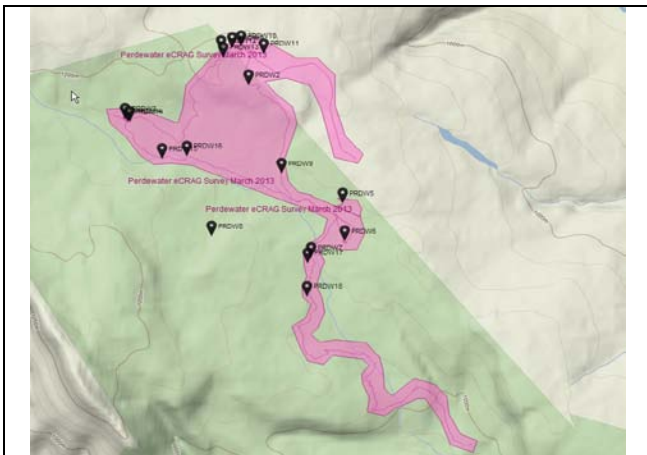 PRDW11
Perdewater eCRAG Survey March 2013
PRDW2
PRDW16
PRDW9
Perdewater eCRAG Survey March 2013
PRDW5
Perdewater eCRAG Survey March 2013
PRDW8
PRDW6
PRDW7
PRDW17
PRDW18